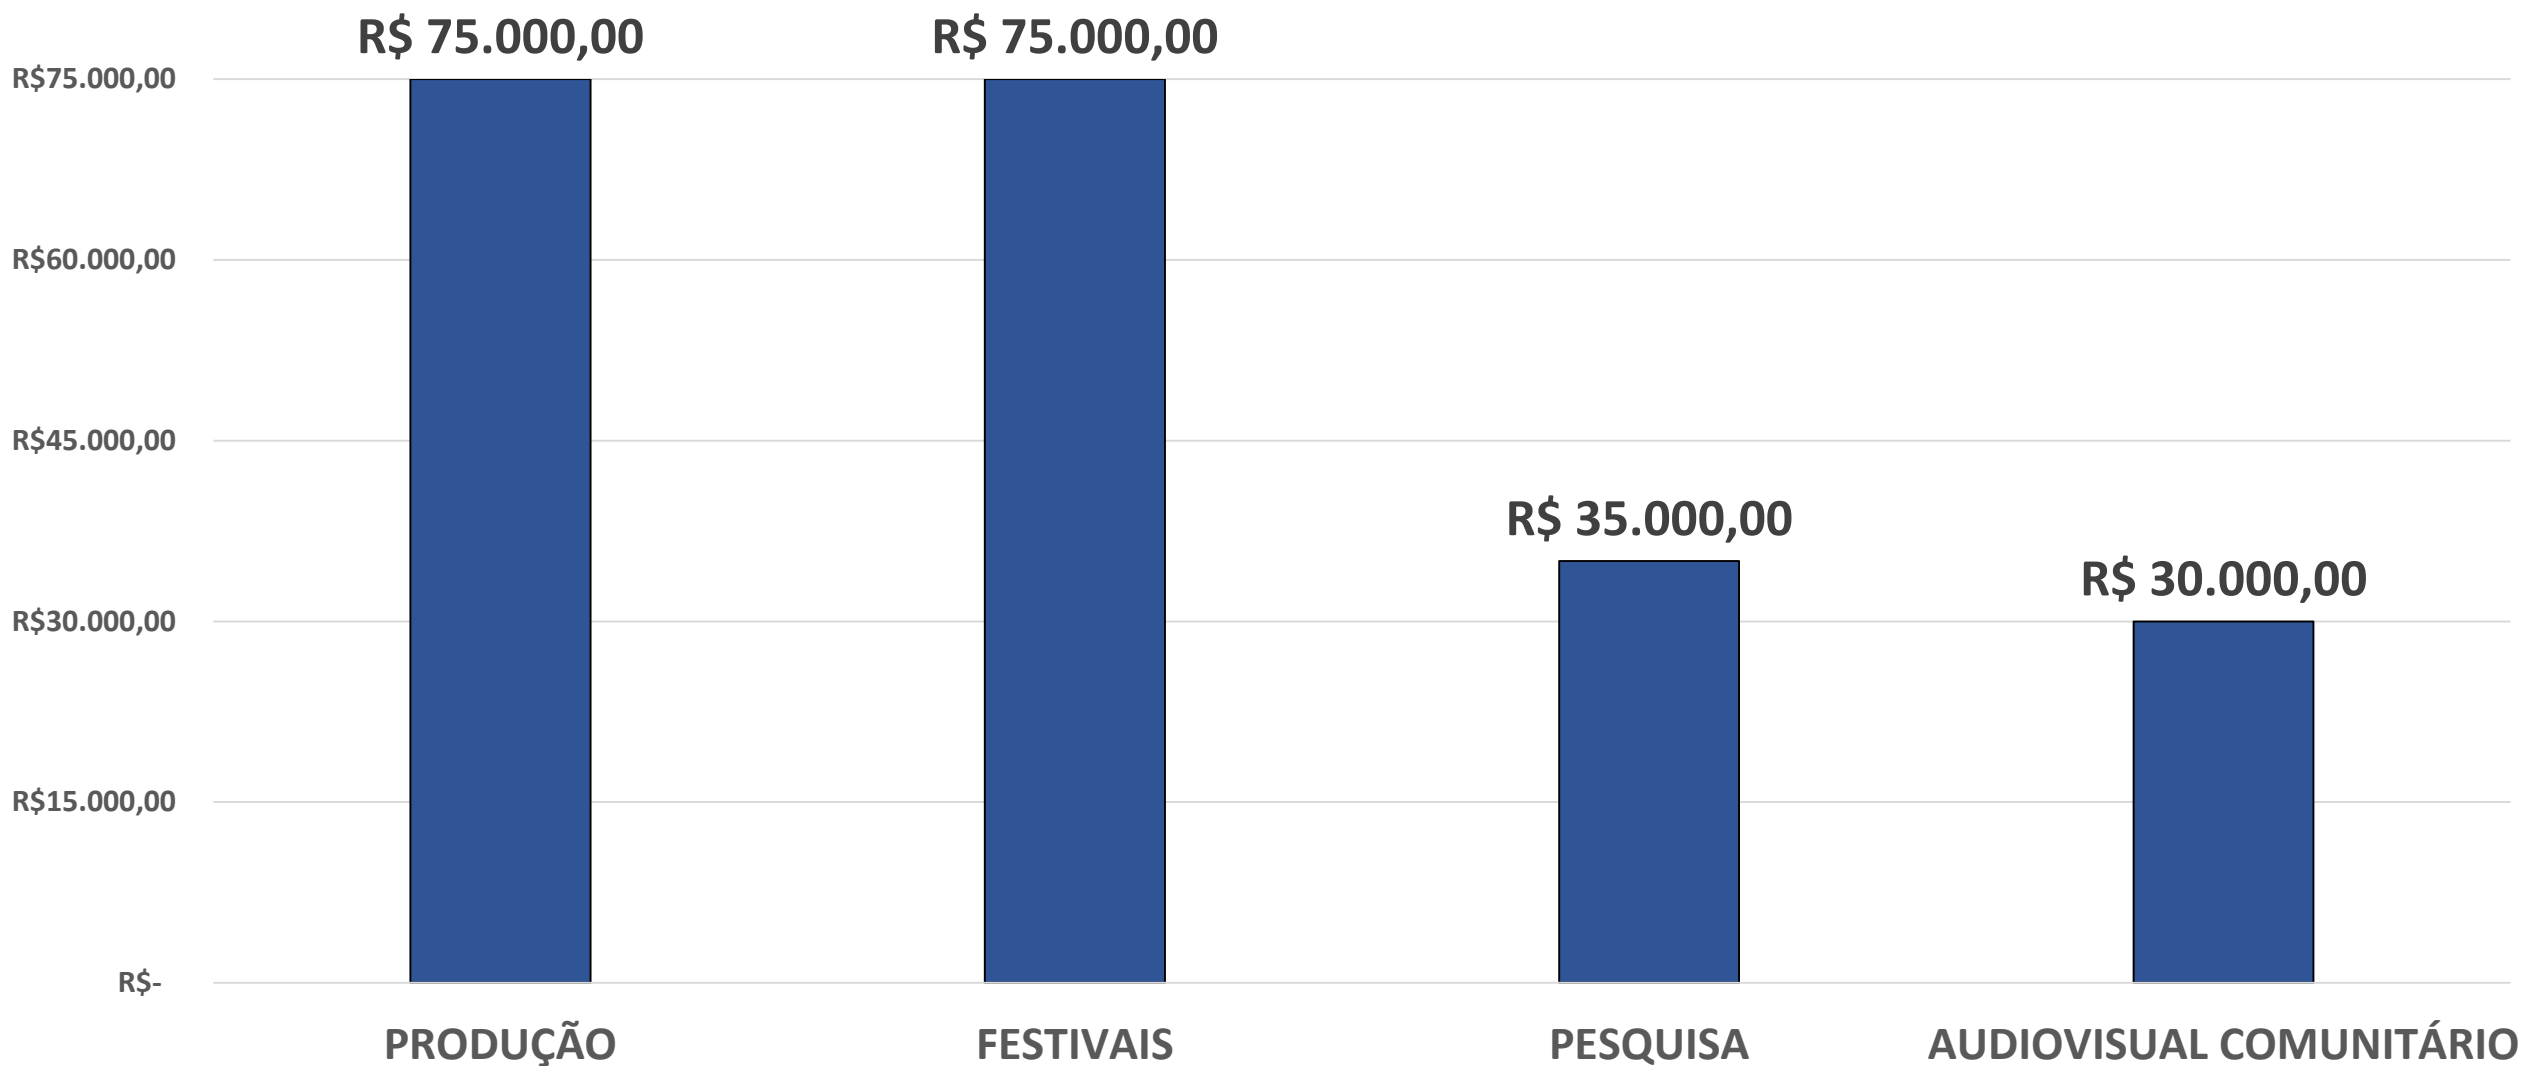 R$ 75.000,00
R$ 75.000,00
R$75.000,00
R$60.000,00
R$45.000,00
R$ 35.000,00
R$ 30.000,00
R$30.000,00
R$15.000,00
R$-
PRODUÇÃO
FESTIVAIS
PESQUISA
AUDIOVISUAL COMUNITÁRIO